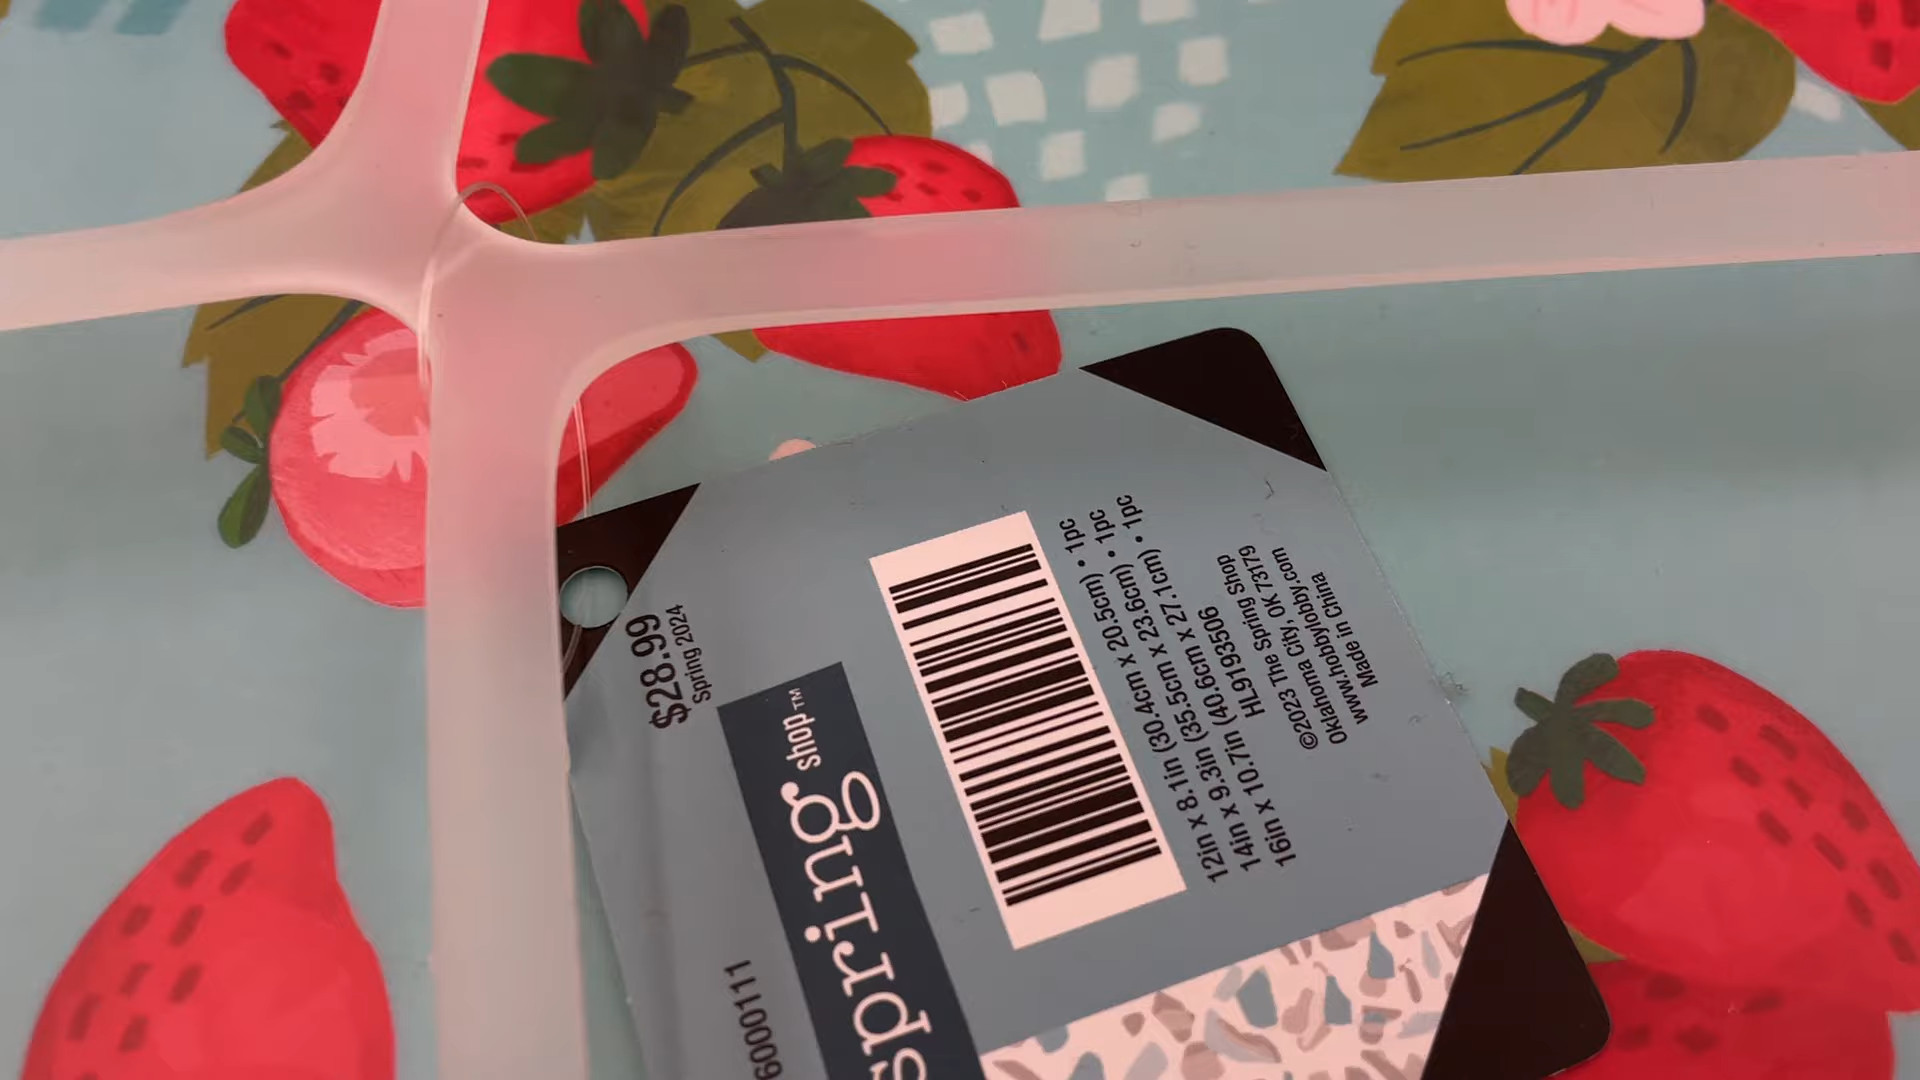 $28.99
Spring 2024
6000111
spring shop™
12in x 8.1in (30.4cm x 20.5cm) • 1pc
14in x 9.3in (35.5cm x 23.6cm) • 1pc
16in x 10.7in (40.6cm x 27.1cm) • 1pc
HL9193506
©2023 The Spring Shop
Oklahoma City, OK 73179
www.hobbylobby.com
Made in China